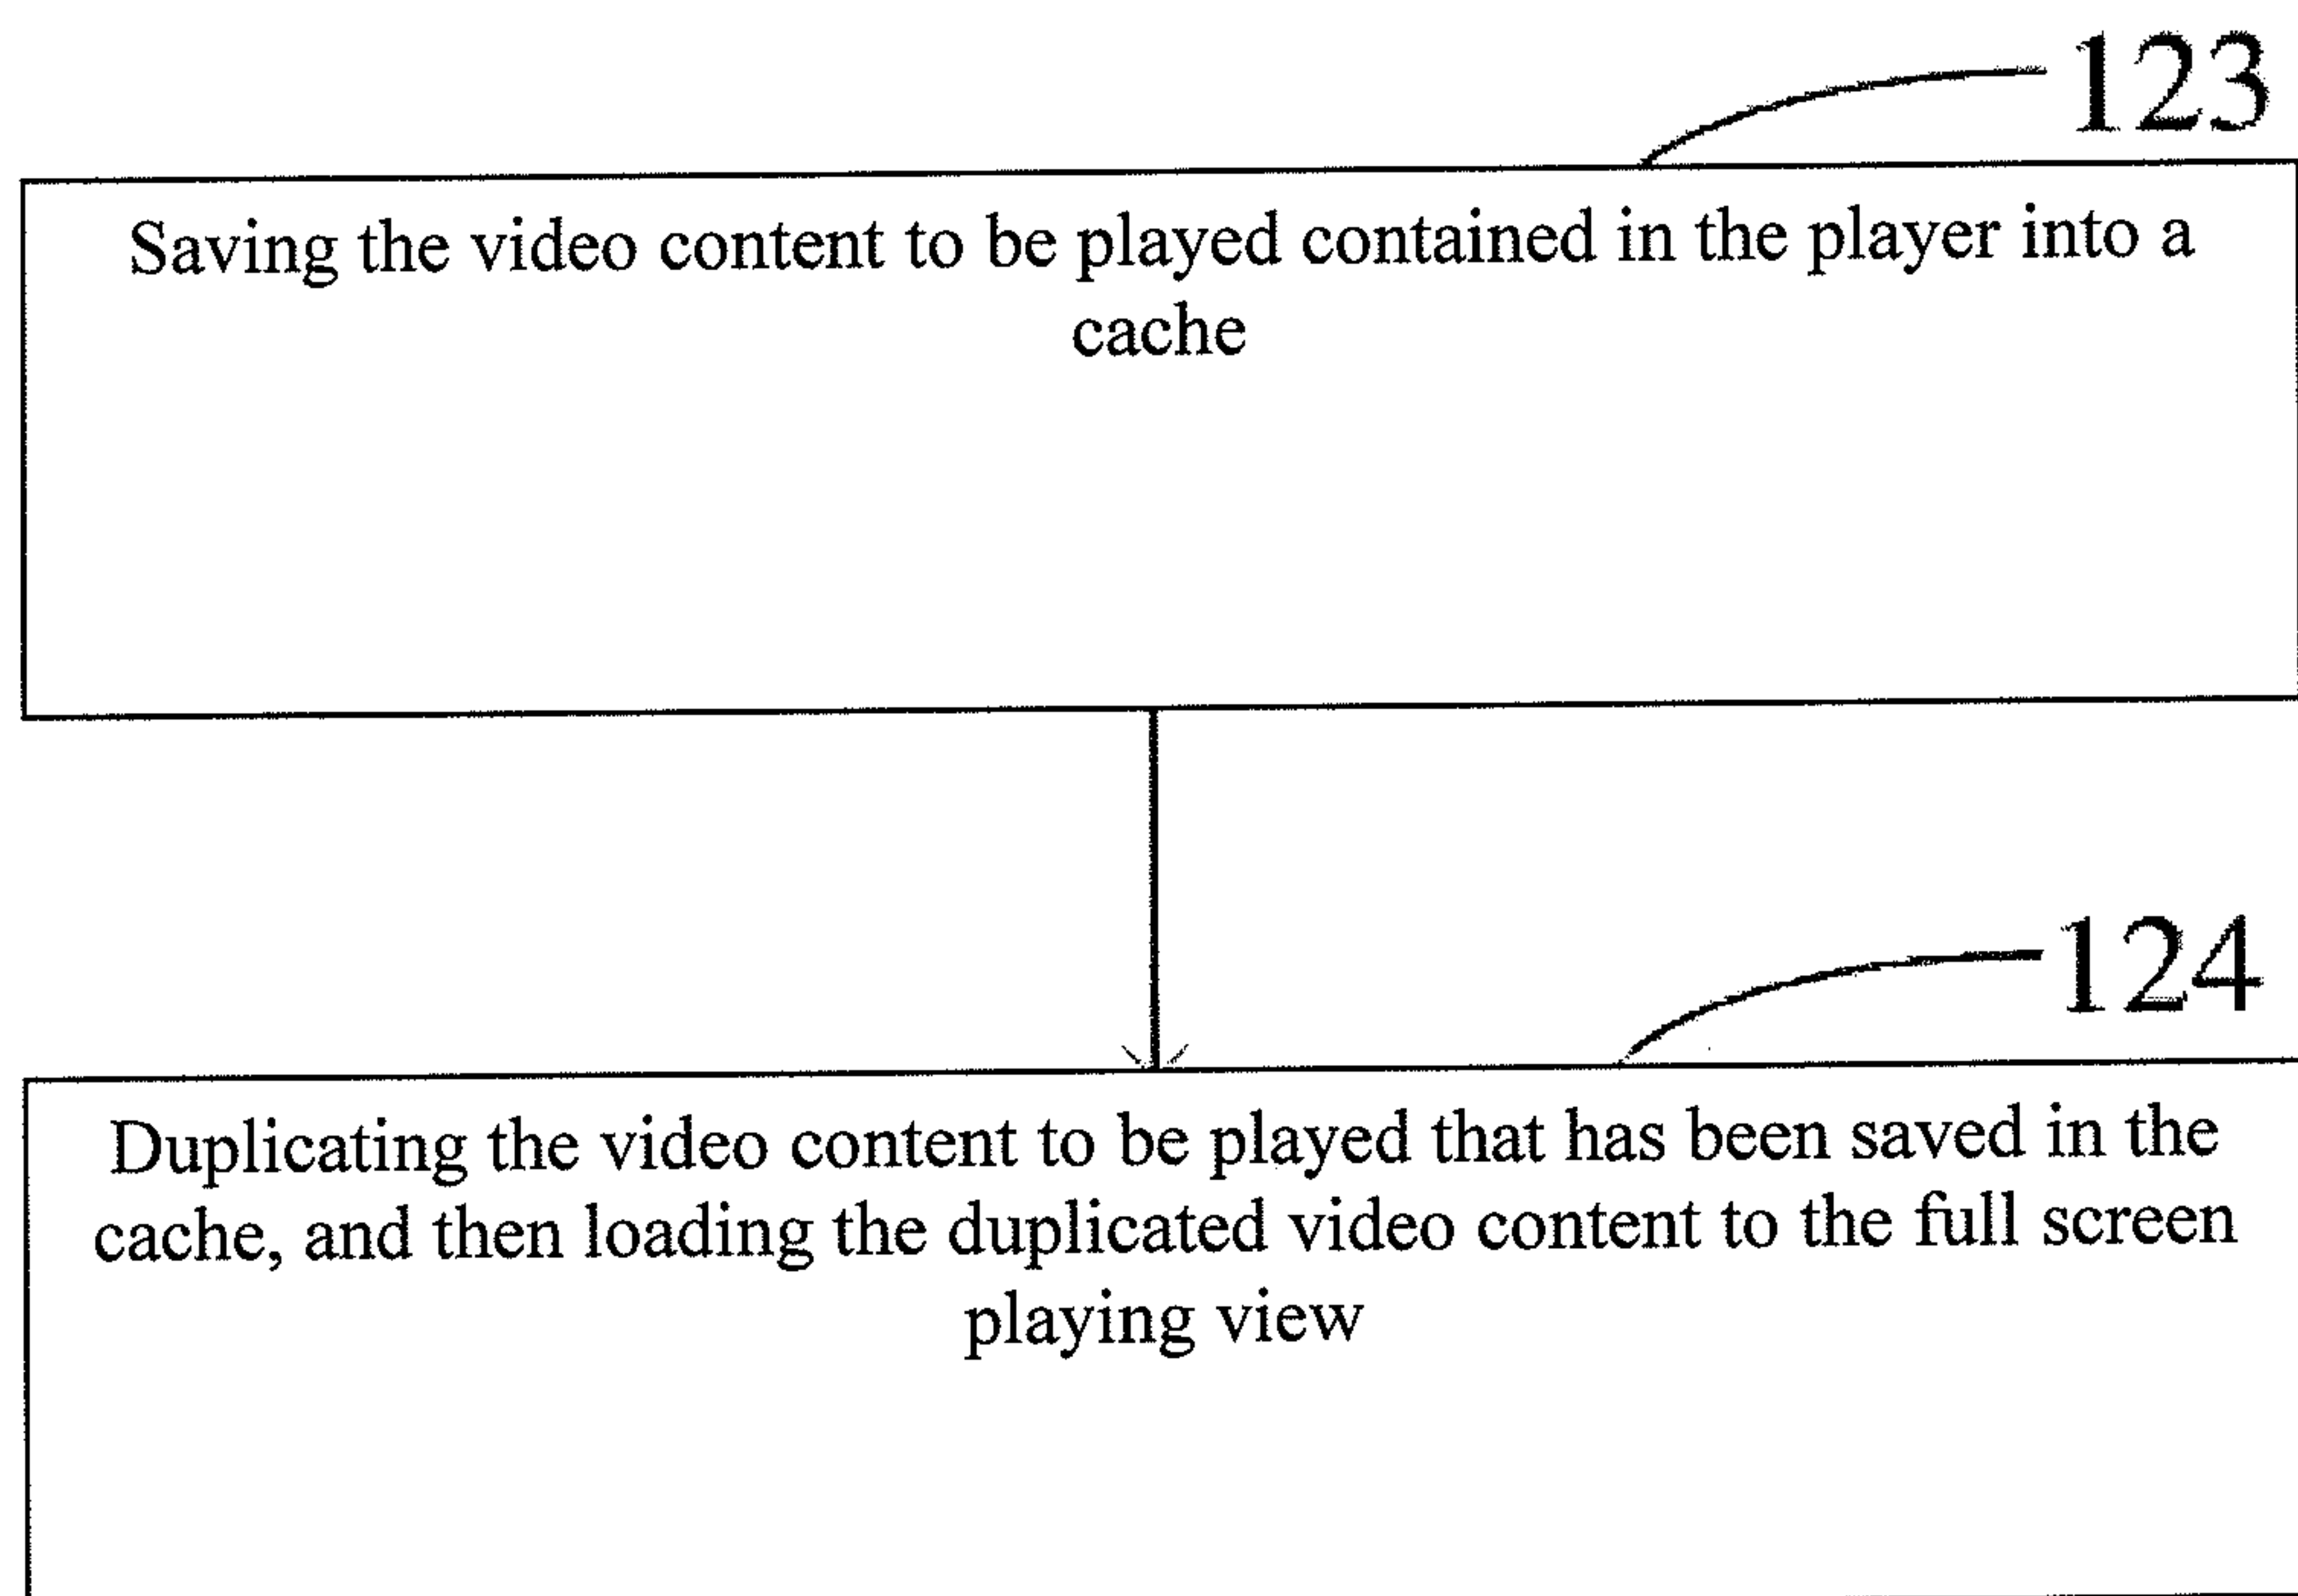 123
Saving the video content to be played contained in the player into a
cache
124
Duplicating the video content to be played that has been saved in the
cache, and then loading the duplicated video content to the full screen
playing view